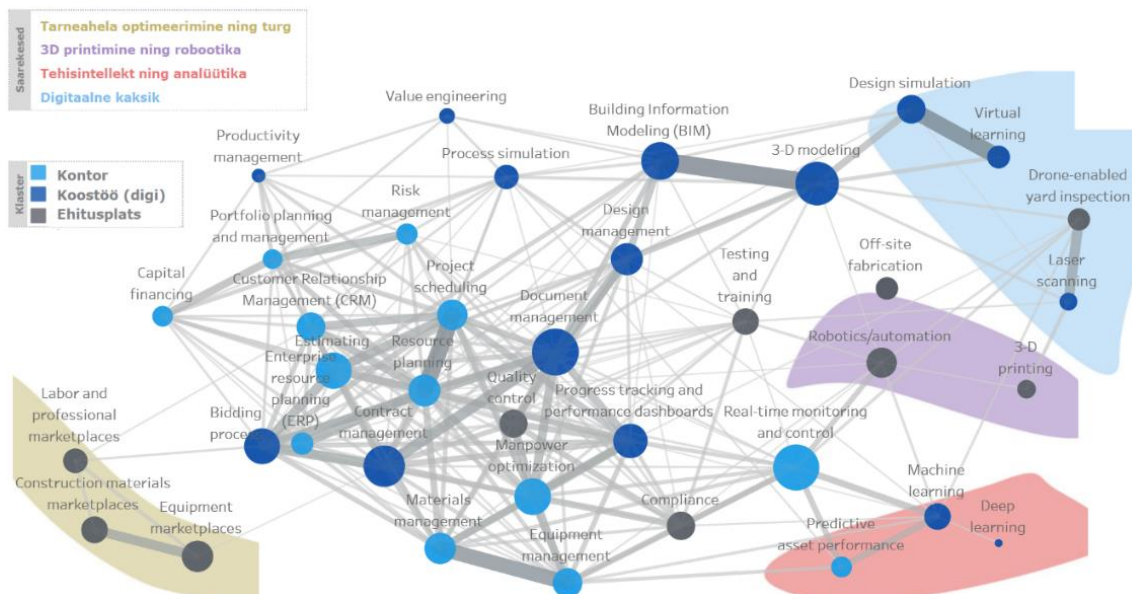 Saarekesed
Tarneahela optimeerimine ning turg
3D printimine ning robootika
Tehisintellekt ning analüütika
Digitaalne kaksik
Klaster
Kontor
Koostöö (digi)
Ehitusplats
Value engineering
Building Information
Modeling (BIM)
Design simulation
Virtual
learning
Productivity
management
Process simulation
3-D modeling
Drone-enabled
yard inspection
Risk
management
Portfolio planning
and management
Design
management
Testing
and
training
Off-site
fabrication
Laser
scanning
Capital
financing
Customer Relationship
Management (CRM)
Project
scheduling
Document
management
Estimating
Resource
planning
Robotics/automation
3-D
printing
Enterprise
resource
planning
(ERP)
Quality
control
Labor and
professional
marketplaces
Bidding
process
Contract
management
Progress tracking and
performance dashboards
Real-time monitoring
and control
Manpower
optimization
Construction materials
marketplaces
Equipment
marketplaces
Materials
management
Equipment
management
Compliance
Machine
learning
Deep
learning
Predictive
asset performance